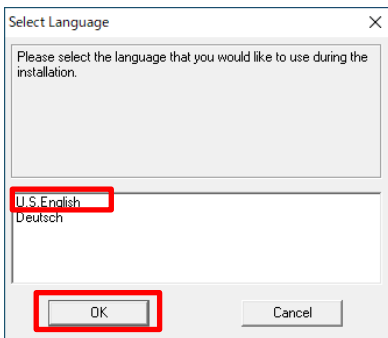 Select Language
Please select the language that you would like to use during the
installation.
U.S.English
Deutsch
OK
Cancel